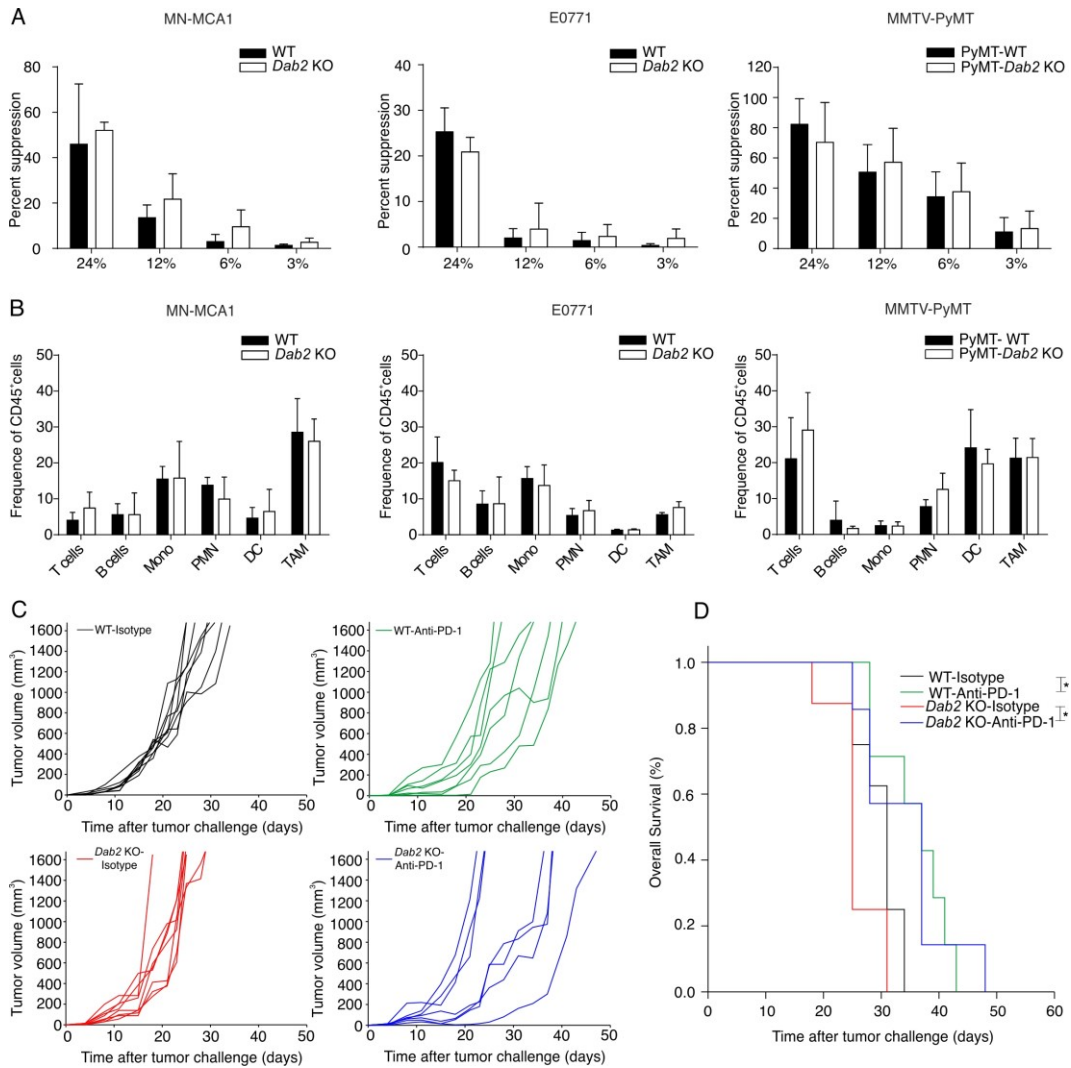 A
MN-MCA1
WT
Dab2 KO
Percent suppression
80
60
40
20
0
24% 12% 6% 3%
E0771
WT
Dab2 KO
Percent suppression
40
30
20
10
0
24% 12% 6% 3%
MMTV-PyMT
PyMT-WT
PyMT-Dab2 KO
Percent suppression
120
100
80
60
40
20
0
24% 12% 6% 3%
B
MN-MCA1
WT
Dab2 KO
Frequence of CD45+cells
50
40
30
20
10
0
T cells B cells Mono PMN DC TAM
E0771
WT
Dab2 KO
Frequence of CD45+cells
50
40
30
20
10
0
T cells B cells Mono PMN DC TAM
MMTV-PyMT
PyMT- WT
PyMT-Dab2 KO
Frequence of CD45+cells
50
40
30
20
10
0
T cells B cells Mono PMN DC TAM
C
WT-Isotype
Tumor volume (mm3)
1600
1400
1200
1000
800
600
400
200
0
0 10 20 30 40 50
Time after tumor challenge (days)
WT-Anti-PD-1
Tumor volume (mm3)
1600
1400
1200
1000
800
600
400
200
0
0 10 20 30 40 50
Time after tumor challenge (days)
Dab2 KO-
Isotype
Tumor volume (mm3)
1600
1400
1200
1000
800
600
400
200
0
0 10 20 30 40 50
Time after tumor challenge (days)
Dab2 KO-
Anti-PD-1
Tumor volume (mm3)
1600
1400
1200
1000
800
600
400
200
0
0 10 20 30 40 50
Time after tumor challenge (days)
D
WT-Isotype
WT-Anti-PD-1
*
Dab2 KO-Isotype
Dab2 KO-Anti-PD-1
*
Overall Survival (%)
1.0
0.8
0.6
0.4
0.2
0.0
0 10 20 30 40 50 60
Time after tumor challenge (days)